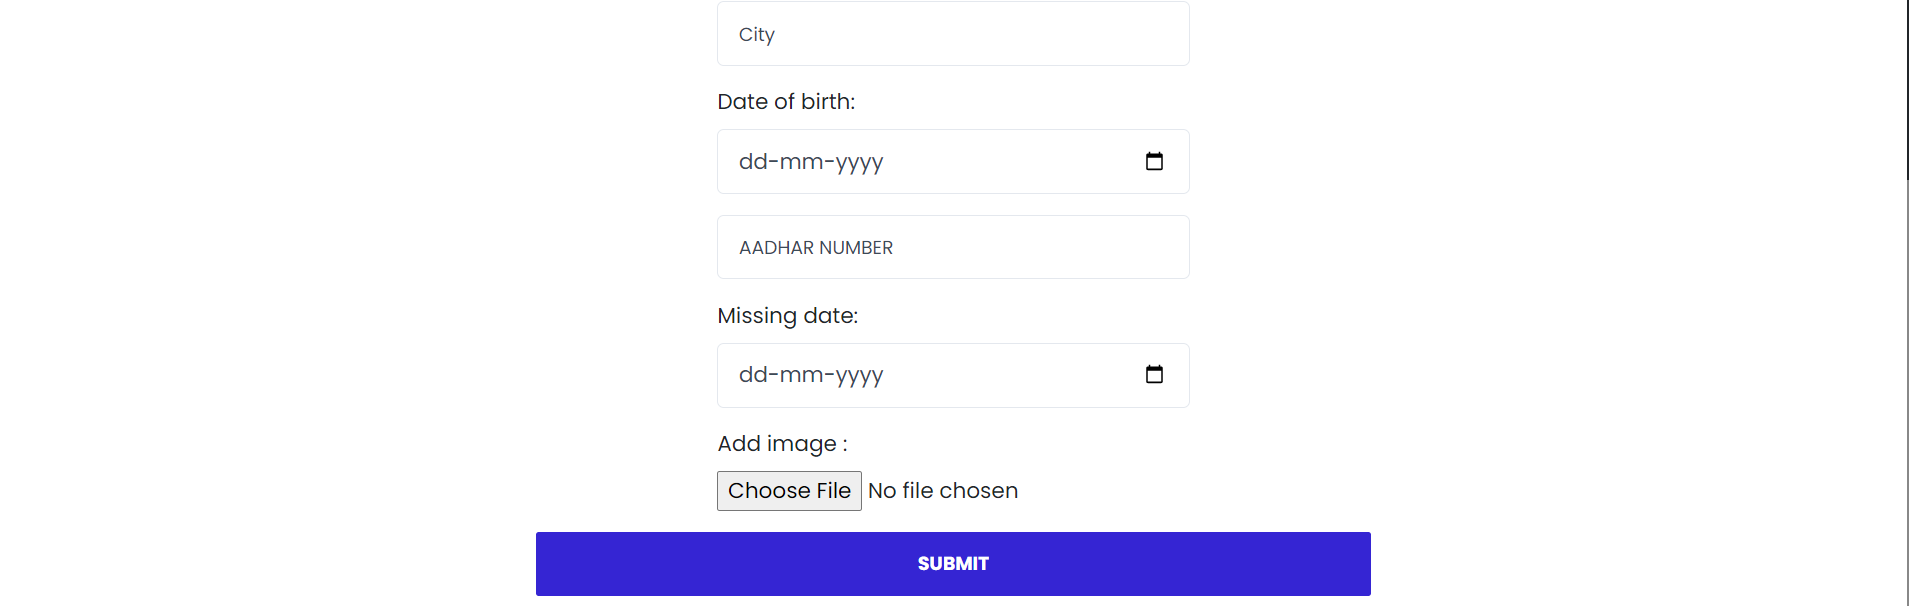 City
Date of birth:
dd-mm-yyyy
AADHAR NUMBER
Missing date:
dd-mm-yyyy
Add image :
Choose File No file chosen
SUBMIT